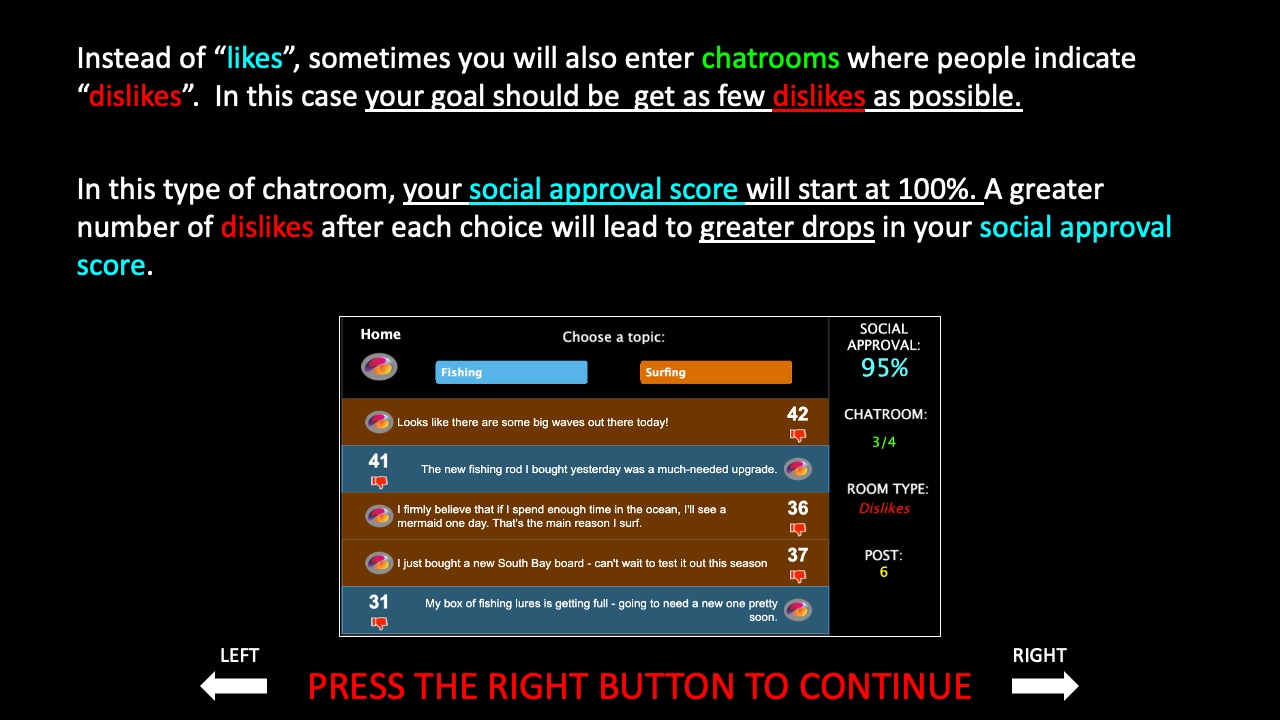 Instead of “likes”, sometimes you will also enter chatrooms where people indicate
“dislikes”.  In this case your goal should be  get as few dislikes as possible.
In this type of chatroom, your social approval score will start at 100%. A greater
number of dislikes after each choice will lead to greater drops in your social approval
score.
Home
Choose a topic:
Fishing
Surfing
Looks like there are some big waves out there today!
42
41
The new fishing rod I bought yesterday was a much-needed upgrade.
I firmly believe that if I spend enough time in the ocean, I'll see a
mermaid one day. That's the main reason I surf.
36
I just bought a new South Bay board - can't wait to test it out this season
37
31
My box of fishing lures is getting full - going to need a new one pretty
soon.
SOCIAL
APPROVAL:
95%
CHATROOM:
3/4
ROOM TYPE:
Dislikes
POST:
6
LEFT
PRESS THE RIGHT BUTTON TO CONTINUE
RIGHT